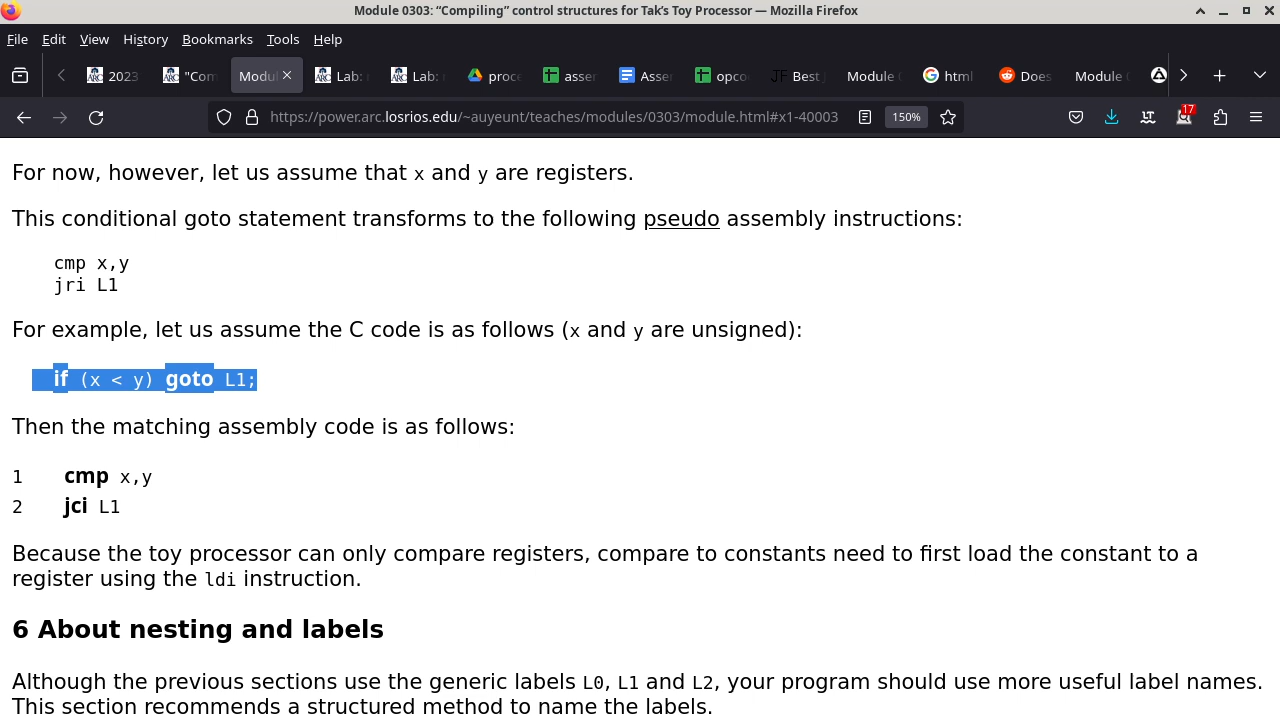 Module 0303: “Compiling” control structures for Tak’s Toy Processor — Mozilla Firefox
File Edit View History Bookmarks Tools Help
2023 "Com Modul Lab: Lab: proce asser Asse opco JF Best Module html Does Module
https://power.arc.losrios.edu/~auyeunt/teaches/modules/0303/module.html#x1-40003 150% 17
For now, however, let us assume that x and y are registers.
This conditional goto statement transforms to the following pseudo assembly instructions:
cmp x,y
jri L1
For example, let us assume the C code is as follows (x and y are unsigned):
if (x < y) goto L1;
Then the matching assembly code is as follows:
1 cmp x,y
2 jci L1
Because the toy processor can only compare registers, compare to constants need to first load the constant to a
register using the ldi instruction.
6 About nesting and labels
Although the previous sections use the generic labels L0, L1 and L2, your program should use more useful label names.
This section recommends a structured method to name the labels.